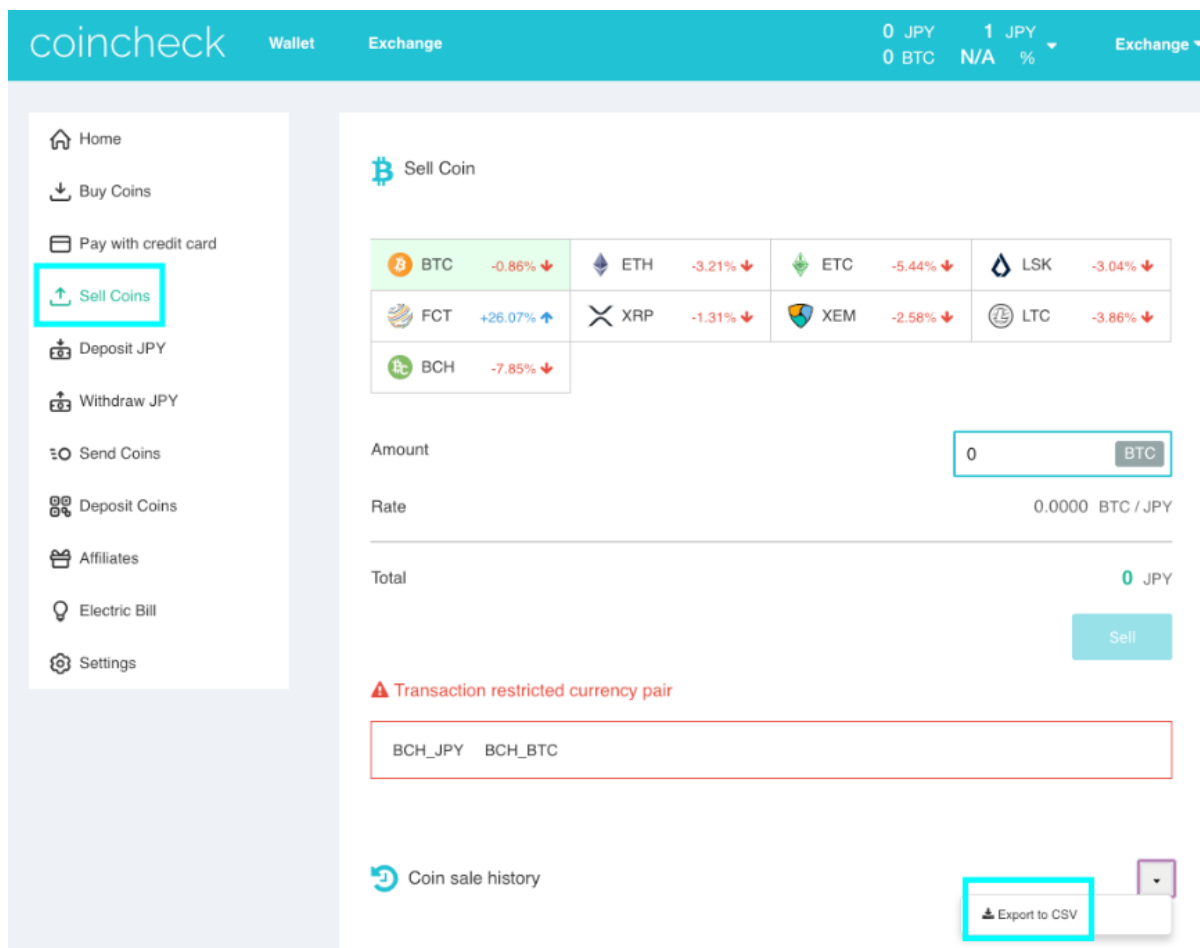 coincheck Wallet Exchange 0 JPY 1 JPY Exchange
0 BTC N/A %
Home
Buy Coins
Pay with credit card
Sell Coins
Deposit JPY
Withdraw JPY
Send Coins
Deposit Coins
Affiliates
Electric Bill
Settings
Sell Coin
BTC -0.86% ETH -3.21% ETC -5.44% LSK -3.04%
FCT +26.07% XRP -1.31% XEM -2.58% LTC -3.86%
BCH -7.85%
Amount 0 BTC
Rate 0.0000 BTC / JPY
Total 0 JPY
Sell
Transaction restricted currency pair
BCH_JPY BCH_BTC
Coin sale history
Export to CSV